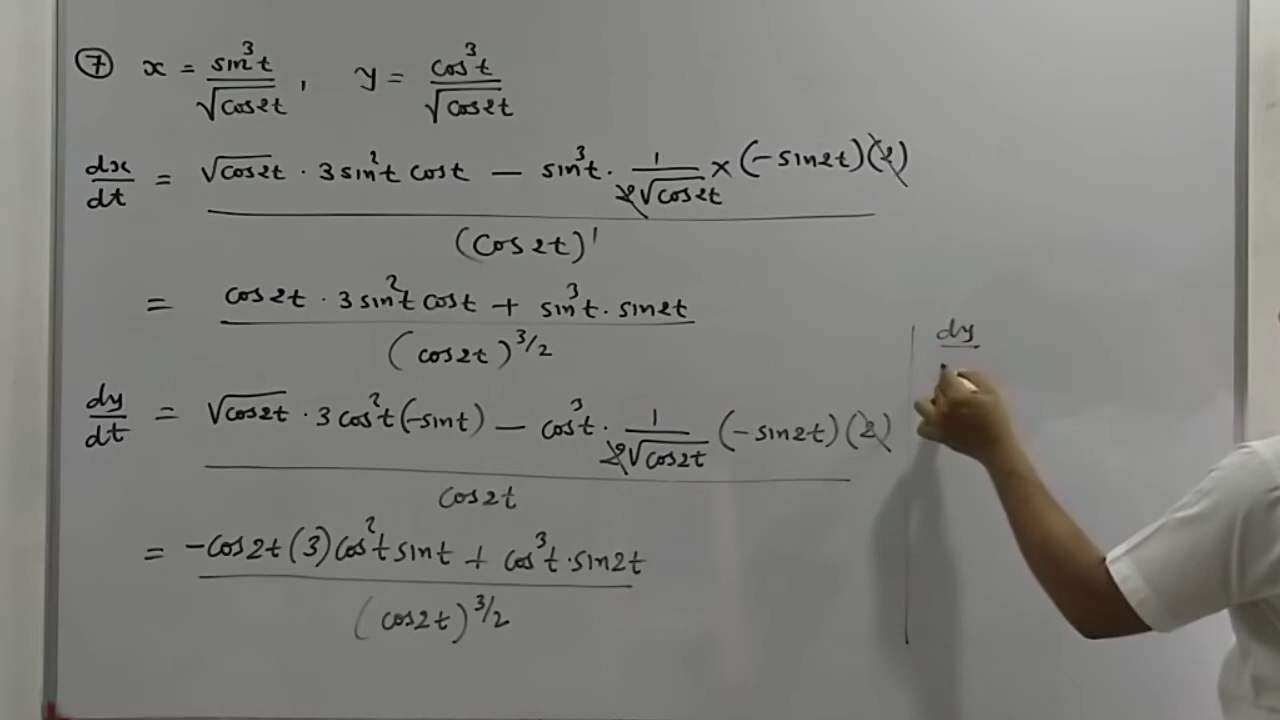 ⑦ x = sin³t / √cos2t , y = cos³t / √cos2t
dx/dt = √cos2t · 3sin²t cost − sin³t · 1/(2√cos2t) × (−sin2t)(2) / (cos2t)¹
= cos2t · 3sin²t cost + sin³t · sin2t / (cos2t)^3/2
dy/dt = √cos2t · 3cos²t(−sint) − cos³t · 1/(2√cos2t) (−sin2t)(2) / cos2t
= −cos2t(3)cos²t sint + cos³t · sin2t / (cos2t)^3/2
dy